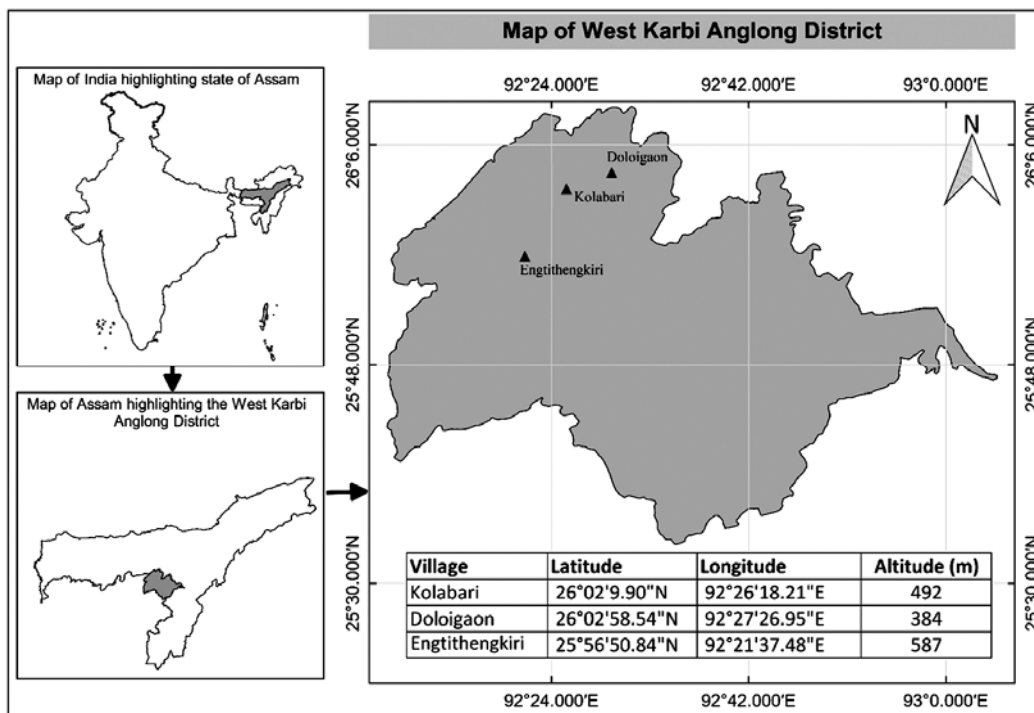 Map of West Karbi Anglong District
Map of India highlighting state of Assam
Map of Assam highlighting the West Karbi
Anglong District
92°24.000'E 92°42.000'E 93°0.000'E
26°6.000'N
26°6.000'N
N
Doloigaon
Kolabari
Engtithengkiri
25°48.000'N
25°48.000'N
25°30.000'N
25°30.000'N
Village Latitude Longitude Altitude (m)
Kolabari 26°02'9.90"N 92°26'18.21"E 492
Doloigaon 26°02'58.54"N 92°27'26.95"E 384
Engtithengkiri 25°56'50.84"N 92°21'37.48"E 587
92°24.000'E 92°42.000'E 93°0.000'E